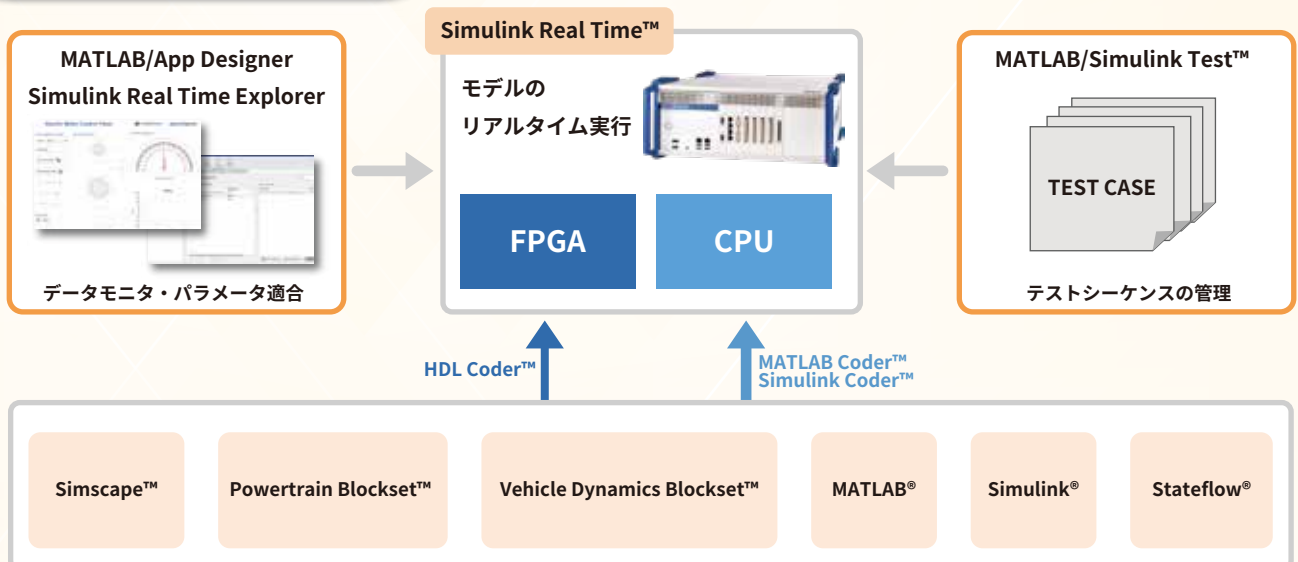 Simulink Real Time™
MATLAB/App Designer
Simulink Real Time Explorer
データモニタ・パラメータ適合
モデルの
リアルタイム実行
FPGA
CPU
MATLAB/Simulink Test™
TEST CASE
テストシーケンスの管理
HDL Coder™
MATLAB Coder™
Simulink Coder™
Simscape™
Powertrain Blockset™
Vehicle Dynamics Blockset™
MATLAB®
Simulink®
Stateflow®